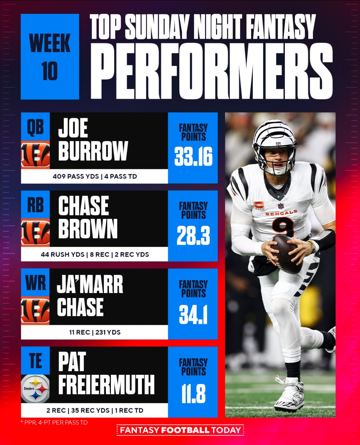 WEEK
10
TOP SUNDAY NIGHT FANTASY
PERFORMERS
QB
JOE
BURROW
FANTASY
POINTS
33.16
409 PASS YDS | 4 PASS TD
RB
CHASE
BROWN
FANTASY
POINTS
28.3
44 RUSH YDS | 8 REC | 2 REC YDS
WR
JA'MARR
CHASE
FANTASY
POINTS
34.1
11 REC | 231 YDS
TE
PAT
FREIERMUTH
FANTASY
POINTS
11.8
Steelers
2 REC | 35 REC YDS | 1 REC TD
BENGALS
9
* PPR, 4-PT PER PASS TD
FANTASY FOOTBALL TODAY